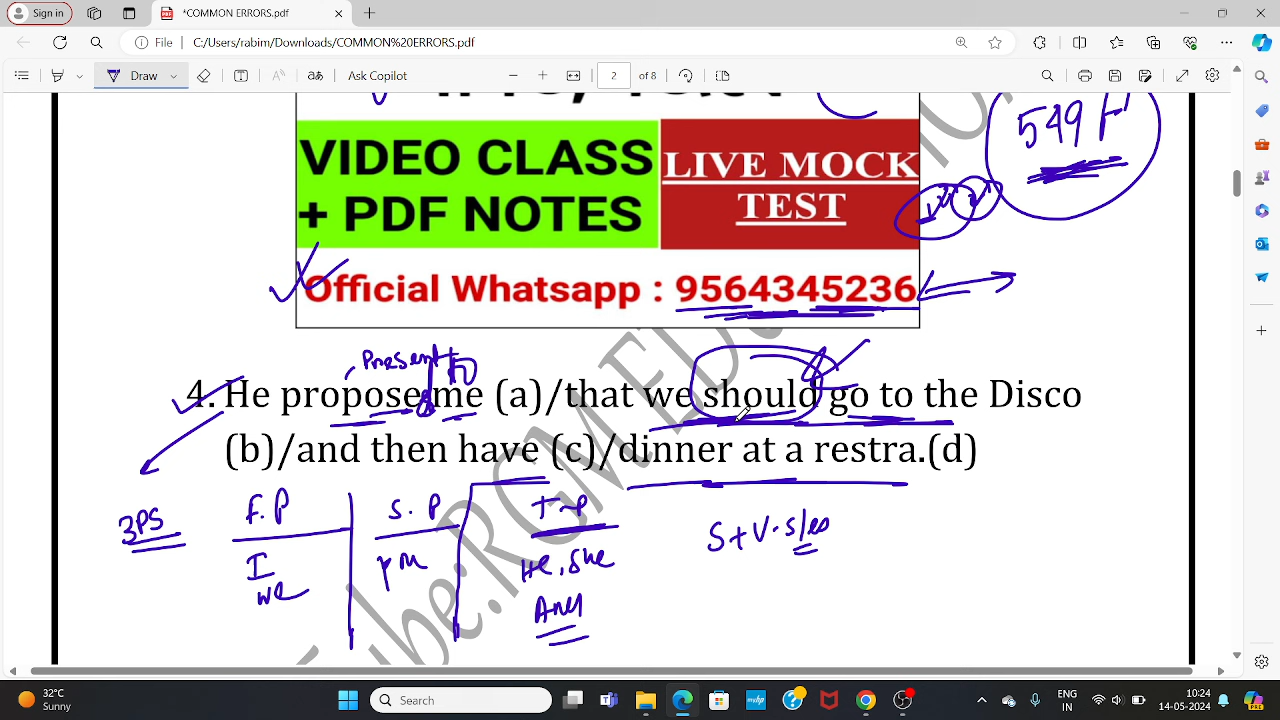 Sign in
*COMMON ERRORS.pdf
File
C:/Users/rabim/Downloads/COMMON%20ERRORS.pdf
Draw
Ask Copilot
2 of 8
VIDEO CLASS
+ PDF NOTES
LIVE MOCK
TEST
549
Official Whatsapp : 9564345236
Present
4. He propose me (a)/that we should go to the Disco
(b)/and then have (c)/dinner at a restra.(d)
3PS
F.P
S.P
T.P
S+V.s/es
I
we
He, She
Any
Tube:RGM
32°C
Sunny
Search
ENG
IN
10:24
14-05-2024